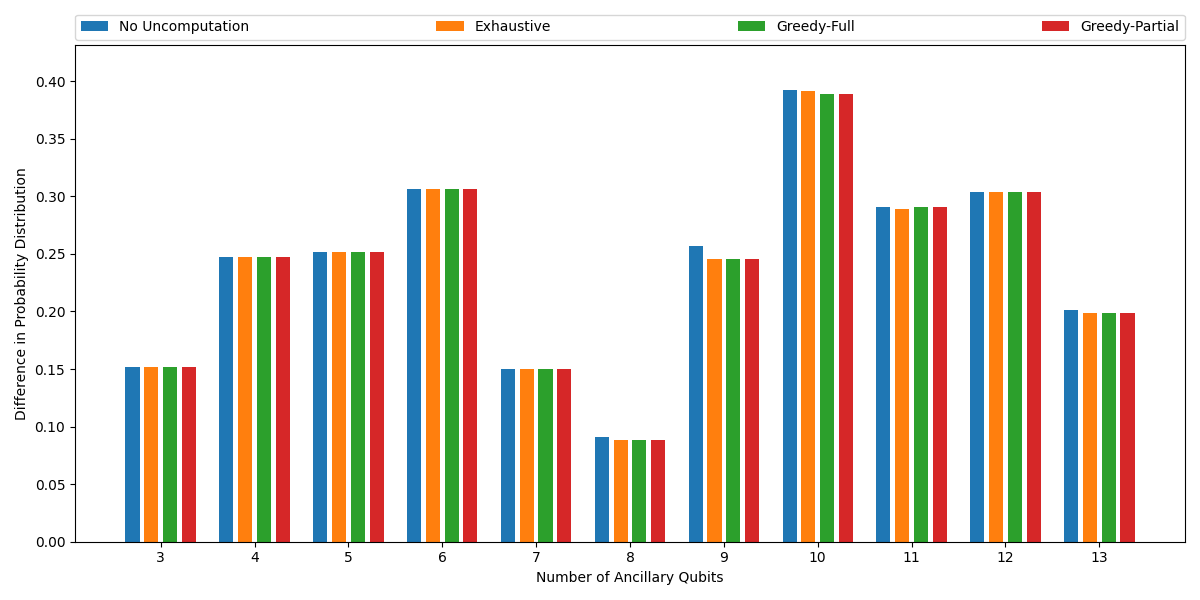 No Uncomputation Exhaustive Greedy-Full Greedy-Partial
0.40
0.35
0.30
0.25
0.20
0.15
0.10
0.05
0.00
Difference in Probability Distribution
3 4 5 6 7 8 9 10 11 12 13
Number of Ancillary Qubits